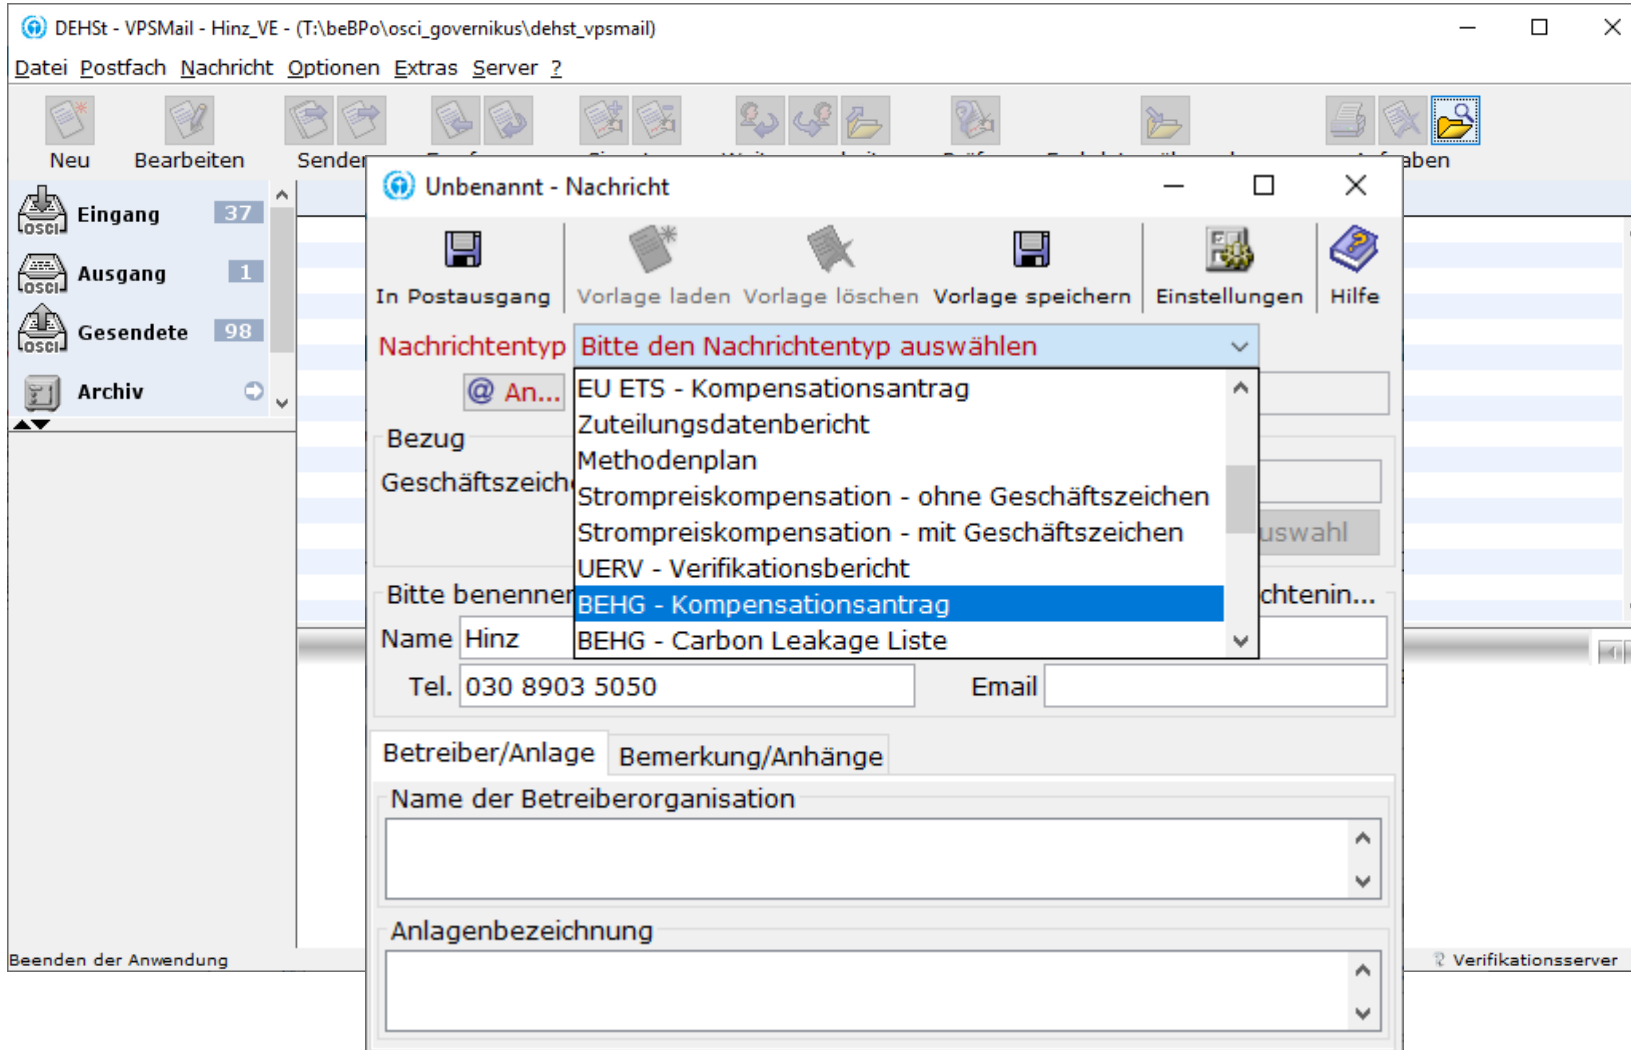 DEHSt - VPSMail - Hinz_VE - (T:\beBPo\osci_governikus\dehst_vpsmail)
Datei Postfach Nachricht Optionen Extras Server ?
Neu Bearbeiten
Eingang 37
Ausgang 1
Gesendete 98
Archiv
OSCI
OSCI
OSCI
Beenden der Anwendung
Verifikationsserver
Unbenannt - Nachricht
In Postausgang Vorlage laden Vorlage löschen Vorlage speichern Einstellungen Hilfe
Nachrichtentyp Bitte den Nachrichtentyp auswählen
@ An...
EU ETS - Kompensationsantrag
Zuteilungsdatenbericht
Methodenplan
Strompreiskompensation - ohne Geschäftszeichen
Strompreiskompensation - mit Geschäftszeichen
UERV - Verifikationsbericht
BEHG - Kompensationsantrag
BEHG - Carbon Leakage Liste
Bezug
Bitte
Name Hinz
Tel. 030 8903 5050 Email
Betreiber/Anlage Bemerkung/Anhänge
Name der Betreiberorganisation
Anlagenbezeichnung